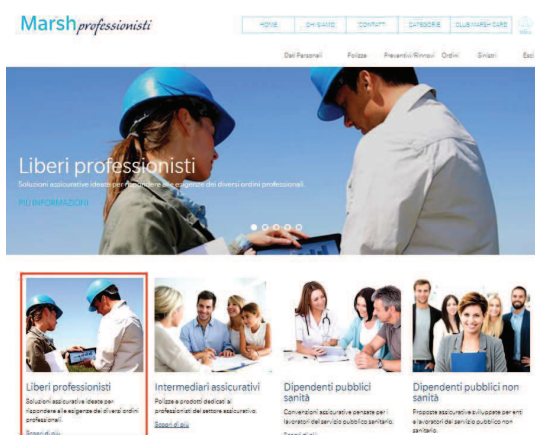 Marsh professionisti
HOME CHI SIAMO CONTATTI CATEGORIE CLUB MARSH CARD
Dati Personali Polizze Preventivi/Rinnovi Ordini Sinistri Esci
Liberi professionisti
Soluzioni assicurative ideate per rispondere alle esigenze dei diversi ordini professionali.
PIÙ INFORMAZIONI
Liberi professionisti
Soluzioni assicurative ideate per
rispondere alle esigenze dei diversi ordini
professionali.
Scopri di più
Intermediari assicurativi
Polizze e prodotti dedicati ai
professionisti del settore assicurativo.
Scopri di più
Dipendenti pubblici
sanità
Convenzioni assicurative pensate per i
lavoratori del servizio pubblico sanitario.
Scopri di più
Dipendenti pubblici non
sanità
Proposte assicurative sviluppate per enti
e lavoratori del servizio pubblico non
sanitario.